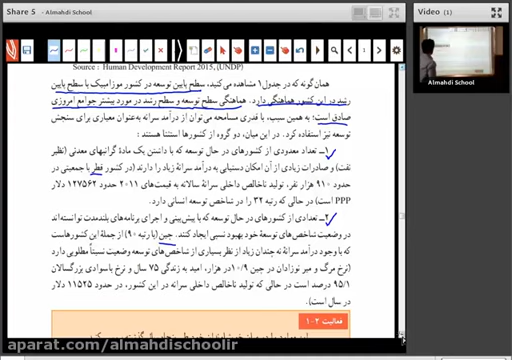 Share 5
Almahdi School
Video
Almahdi School
Source : Human Development Report 2015, (UNDP)
همان گونه که در جدول ۱ مشاهده می‌کنید، سطح پایین توسعه در کشور موزامبیک با سطح پایین
رشد در این کشور هماهنگی دارد. هماهنگی سطح توسعه و سطح رشد در مورد بیشتر جوامع امروزی
صادق است؛ به همین سبب، با قدری مسامحه می‌توان از درآمد سرانه به‌عنوان معیاری برای سنجش
توسعه نیز استفاده کرد. در این میان، دو گروه از کشورها استثنا هستند :
۱ـ تعداد معدودی از کشورهای در حال توسعه که با داشتن یک مادهٔ گرانبهای معدنی (نظیر
نفت) و صادرات زیادی از آن امکان دستیابی به درآمد سرانهٔ زیاد را دارند (در کشور قطر با جمعیتی در
حدود ۹۱۰ هزار نفر، تولید ناخالص داخلی سرانهٔ سالانه به قیمت‌های ۲۰۱۱ حدود ۱۲۷۵۶۲ دلار
PPP است) در حالی که رتبه ۳۲ را در شاخص توسعه انسانی دارد.
۲ـ تعدادی از کشورهای در حال توسعه که با پیش‌بینی و اجرای برنامه‌های بلندمدت توانسته‌اند
در وضعیت شاخص‌های توسعهٔ خود بهبود نسبی ایجاد کنند. چین (با رتبه ۹۰) از جملهٔ این کشورهاست
که با وجود درآمد سرانهٔ نه چندان زیاد از نظر بسیاری از شاخص‌های توسعه وضعیت نسبتاً مطلوبی دارد
(نرخ مرگ و میر نوزادان در چین ۱۰/۹ در هزار، امید به زندگی ۷۵ سال و نرخ با سوادی بزرگسالان
۹۵/۱ درصد است در حالی که تولید ناخالص داخلی سرانه در این کشور، در حدود ۱۱۵۲۵ دلار
در سال است).
فعالیت ۲-۱
aparat.com/almahdischoolir